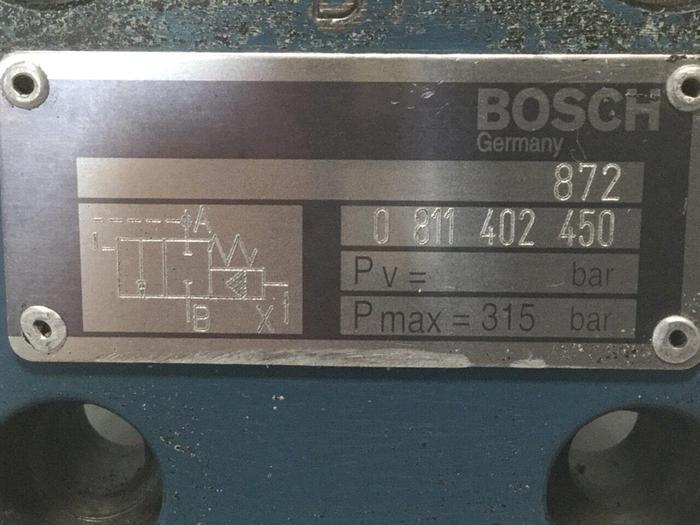 BOSCH
Germany
872
0 811 402 450
A
B
X
Pv = bar
Pmax = 315 bar